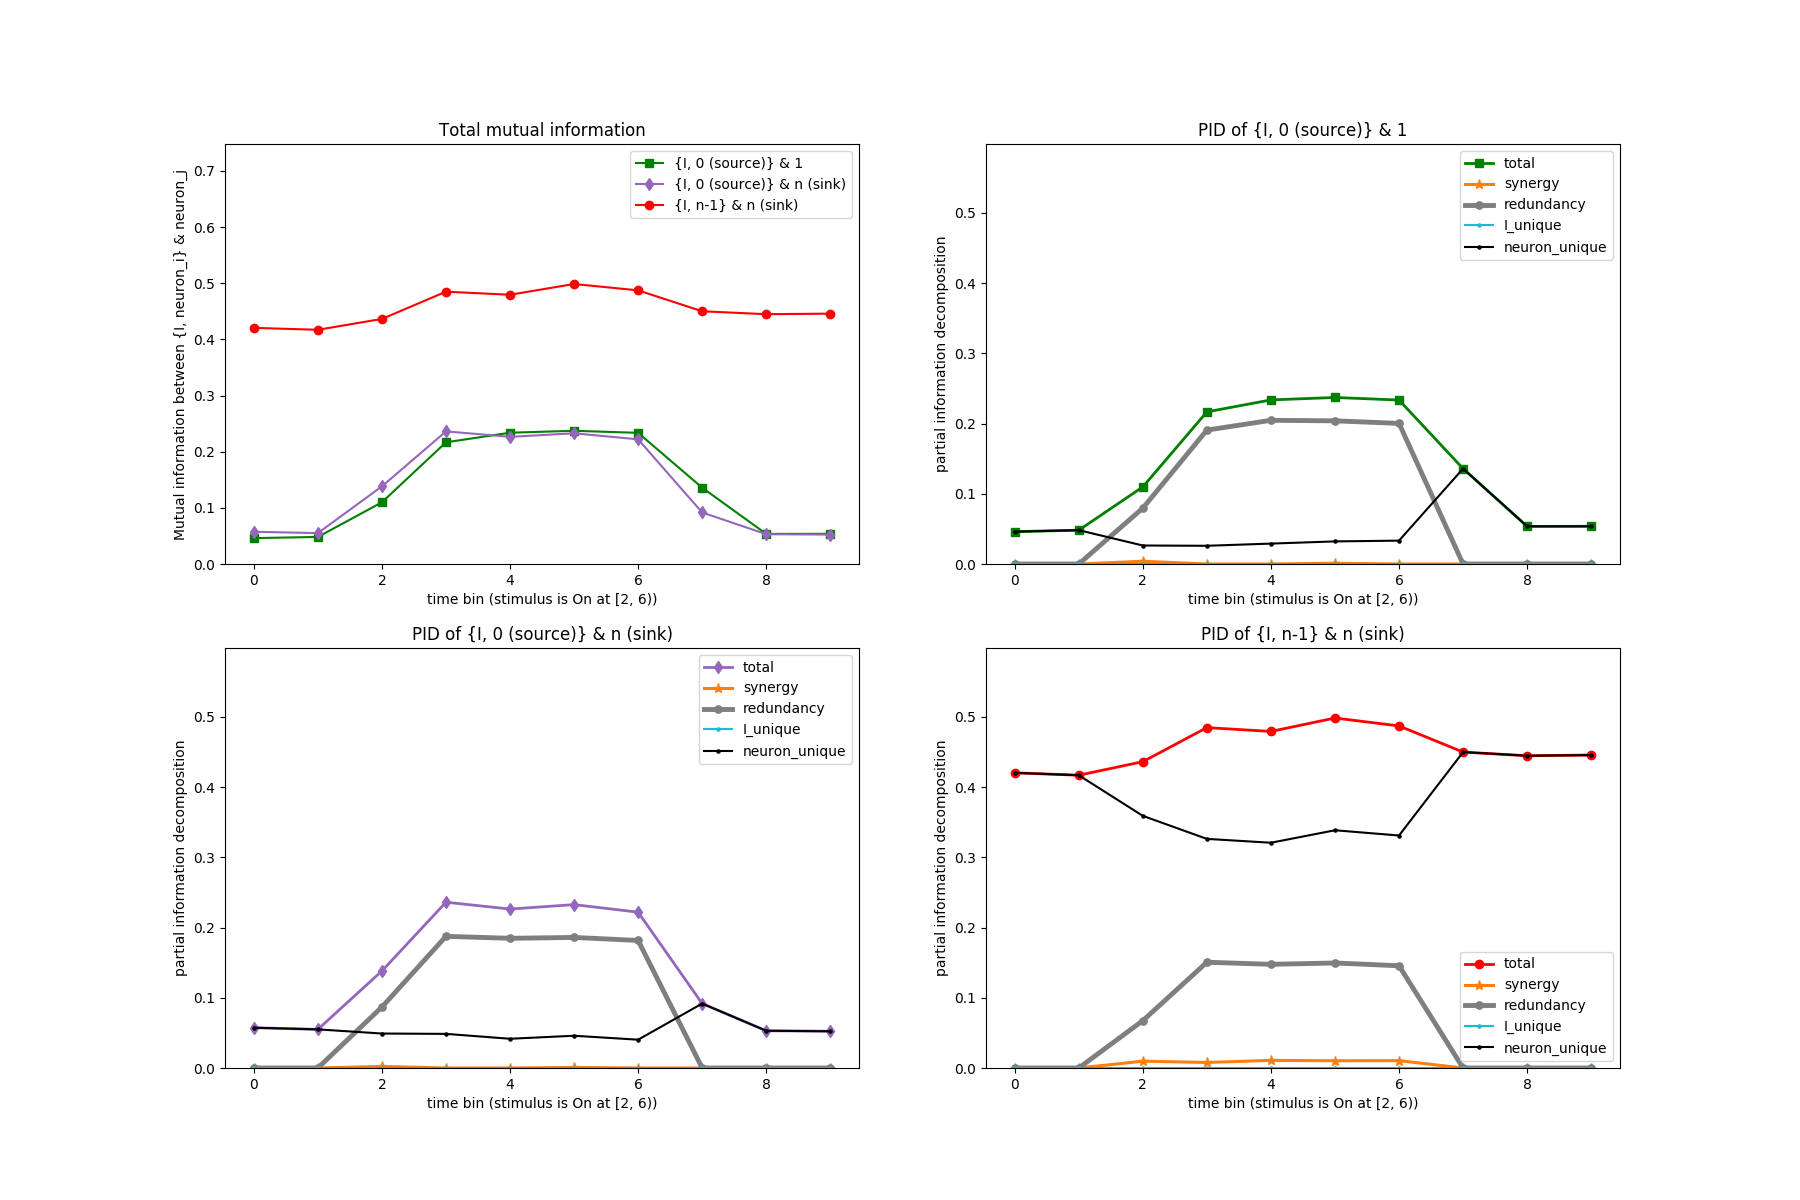 Total mutual information
Mutual information between {I, neuron_i} & neuron_j
0.7
0.6
0.5
0.4
0.3
0.2
0.1
0.0
{I, 0 (source)} & 1
{I, 0 (source)} & n (sink)
{I, n-1} & n (sink)
0 2 4 6 8
time bin (stimulus is On at [2, 6))
PID of {I, 0 (source)} & 1
partial information decomposition
0.5
0.4
0.3
0.2
0.1
0.0
total
synergy
redundancy
I_unique
neuron_unique
0 2 4 6 8
time bin (stimulus is On at [2, 6))
PID of {I, 0 (source)} & n (sink)
partial information decomposition
0.5
0.4
0.3
0.2
0.1
0.0
total
synergy
redundancy
I_unique
neuron_unique
0 2 4 6 8
time bin (stimulus is On at [2, 6))
PID of {I, n-1} & n (sink)
partial information decomposition
0.5
0.4
0.3
0.2
0.1
0.0
total
synergy
redundancy
I_unique
neuron_unique
0 2 4 6 8
time bin (stimulus is On at [2, 6))